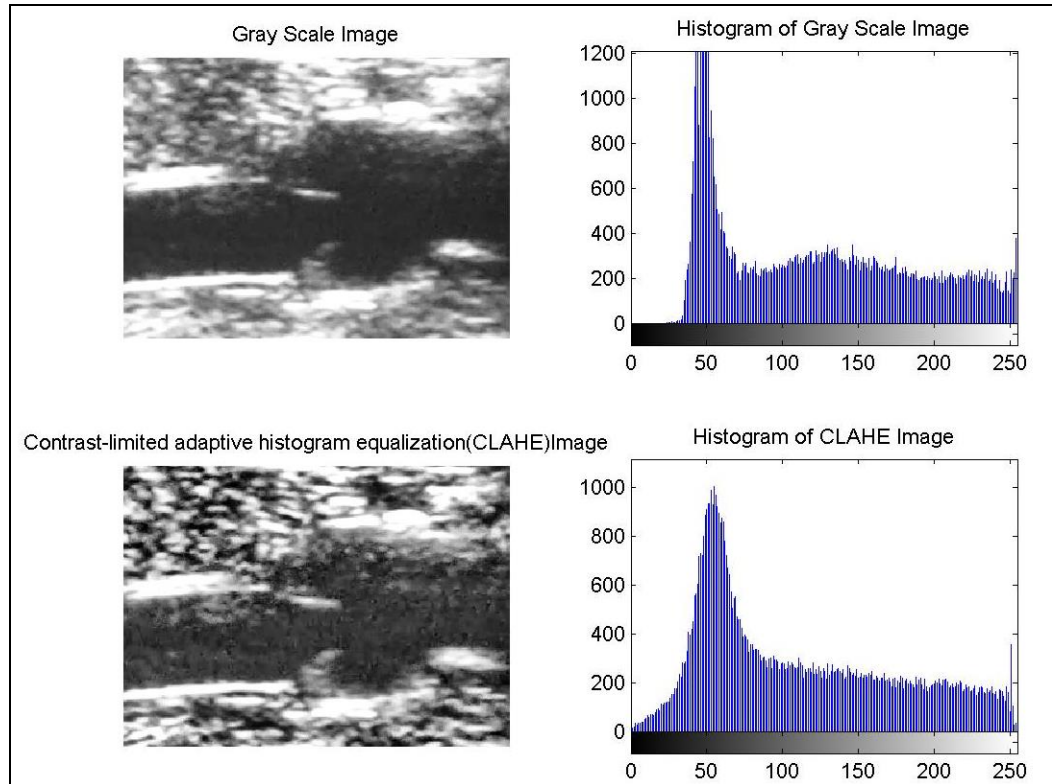 Gray Scale Image
Histogram of Gray Scale Image
1200
1000
800
600
400
200
0
0 50 100 150 200 250
Contrast-limited adaptive histogram equalization(CLAHE)Image
Histogram of CLAHE Image
1000
800
600
400
200
0
0 50 100 150 200 250